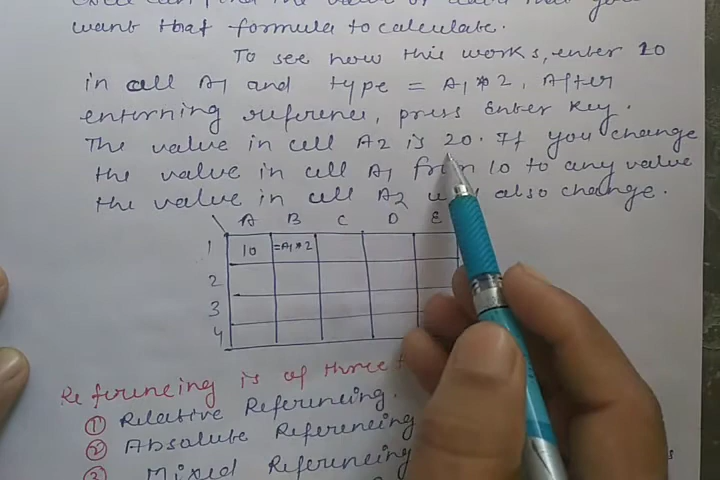 want that formula to calculate.
To see how this works, enter 10
in cell A1 and type = A1*2. After
enterning reference, press Enter Key.
The value in cell A2 is 20. If you change
the value in cell A1 from 10 to any value
the value in cell A2 also change.
A B C D E
1 10 =A1*2
2
3
4
Referencing is of three
① Relative Referencing.
② Absolute Referencing
③ Mixed Referencing